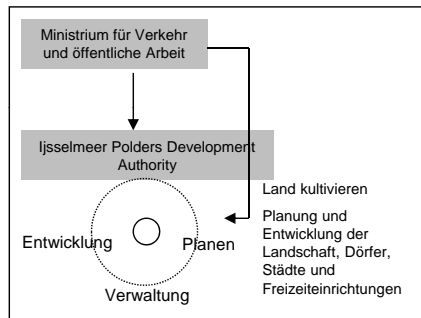 Ministrium für Verkehr
und öffentliche Arbeit
Ijsselmeer Polders Development
Authority
Land kultivieren
Planung und
Entwicklung der
Landschaft, Dörfer,
Städte und
Freizeiteinrichtungen
Entwicklung
Planen
Verwaltung